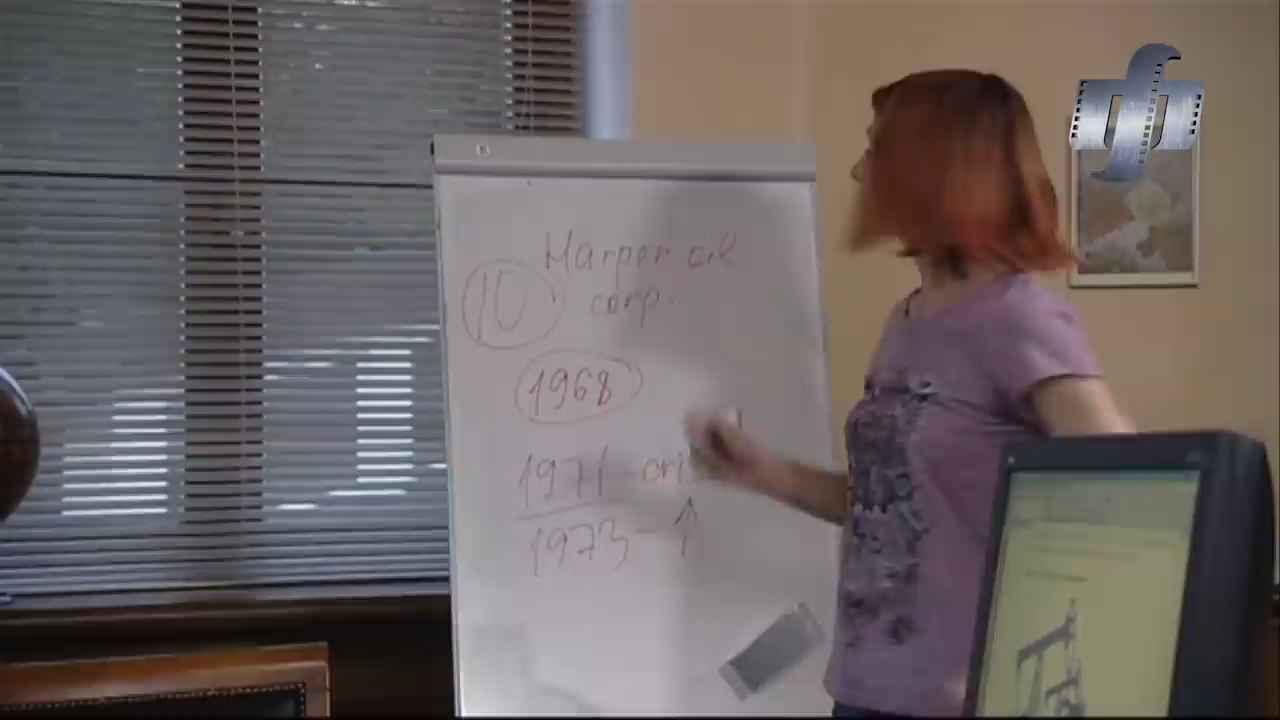 Harper oil
10 corp.
1968
1971 - cri
1973 - ↑